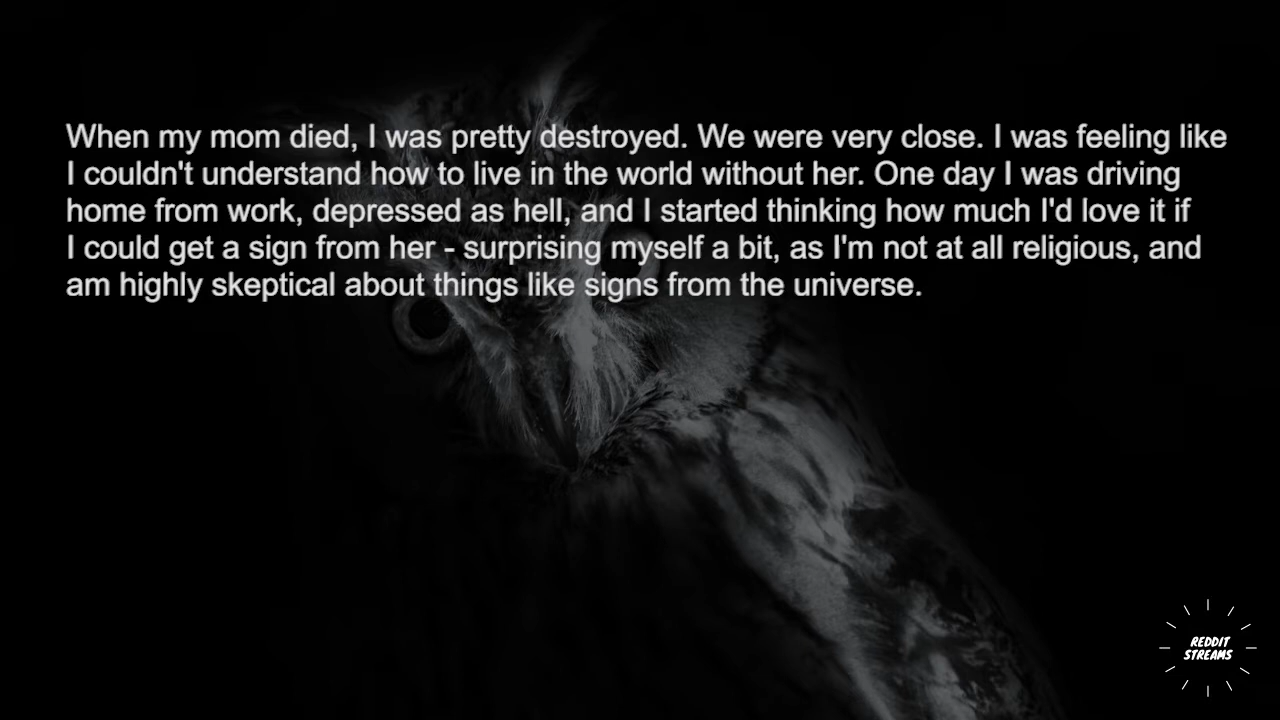 When my mom died, I was pretty destroyed. We were very close. I was feeling like
I couldn't understand how to live in the world without her. One day I was driving
home from work, depressed as hell, and I started thinking how much I'd love it if
I could get a sign from her - surprising myself a bit, as I'm not at all religious, and
am highly skeptical about things like signs from the universe.
REDDIT
STREAMS